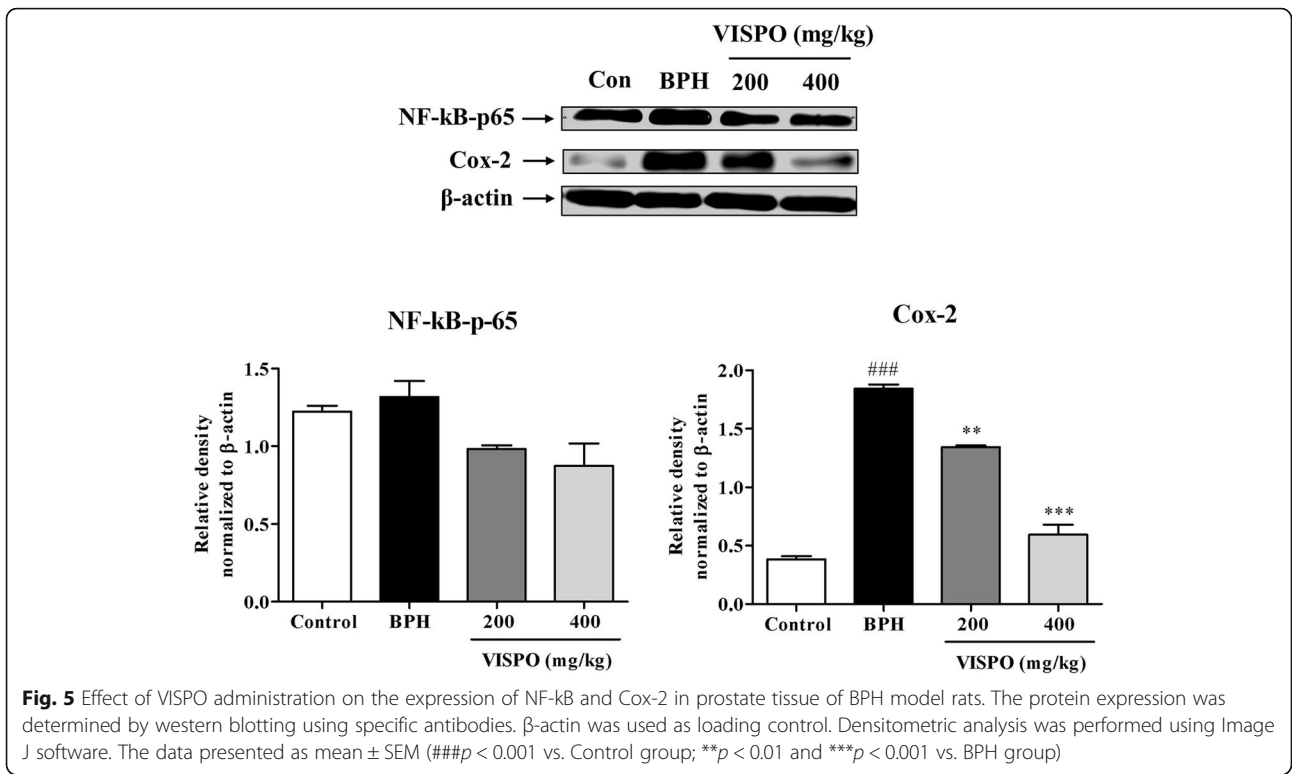 VISPO (mg/kg)
Con BPH 200 400
NF-kB-p65
Cox-2
β-actin
NF-kB-p-65
Relative density
normalized to β-actin
1.5
1.0
0.5
0.0
Control BPH 200 400
VISPO (mg/kg)
Cox-2
Relative density
normalized to β-actin
2.0
1.5
1.0
0.5
0.0
###
**
***
Control BPH 200 400
VISPO (mg/kg)
Fig. 5 Effect of VISPO administration on the expression of NF-kB and Cox-2 in prostate tissue of BPH model rats. The protein expression was
determined by western blotting using specific antibodies. β-actin was used as loading control. Densitometric analysis was performed using Image
J software. The data presented as mean ± SEM (###p < 0.001 vs. Control group; **p < 0.01 and ***p < 0.001 vs. BPH group)